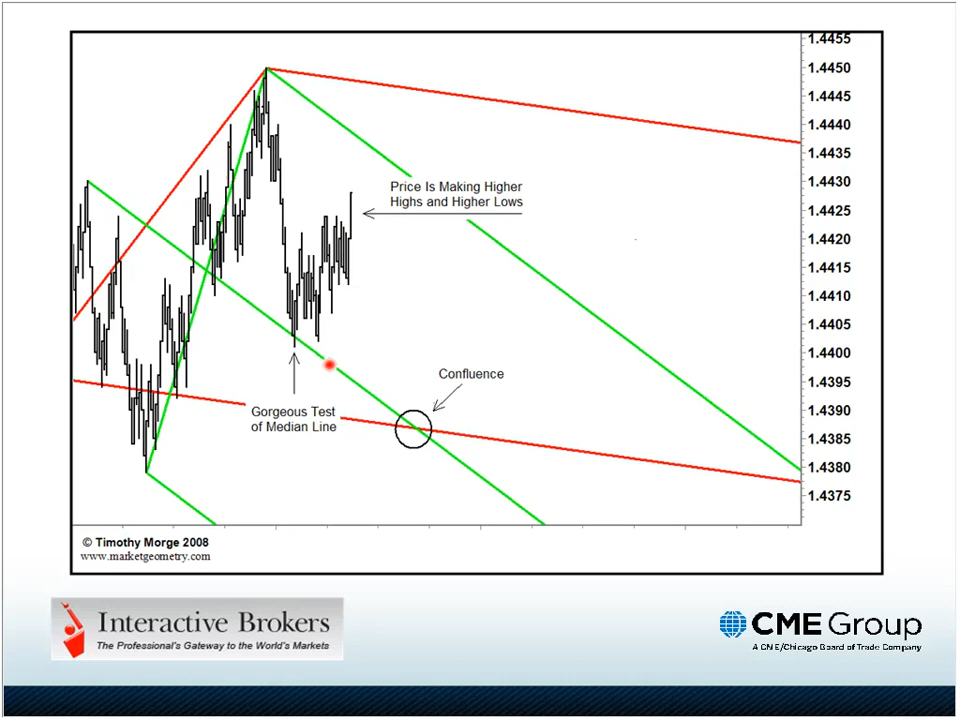 1.4455
1.4450
1.4445
1.4440
1.4435
1.4430
1.4425
1.4420
1.4415
1.4410
1.4405
1.4400
1.4395
1.4390
1.4385
1.4380
1.4375
Price Is Making Higher
Highs and Higher Lows
Confluence
Gorgeous Test
of Median Line
© Timothy Morge 2008
www.marketgeometry.com
Interactive Brokers
The Professional's Gateway to the World's Markets
CME Group
A CME/Chicago Board of Trade Company